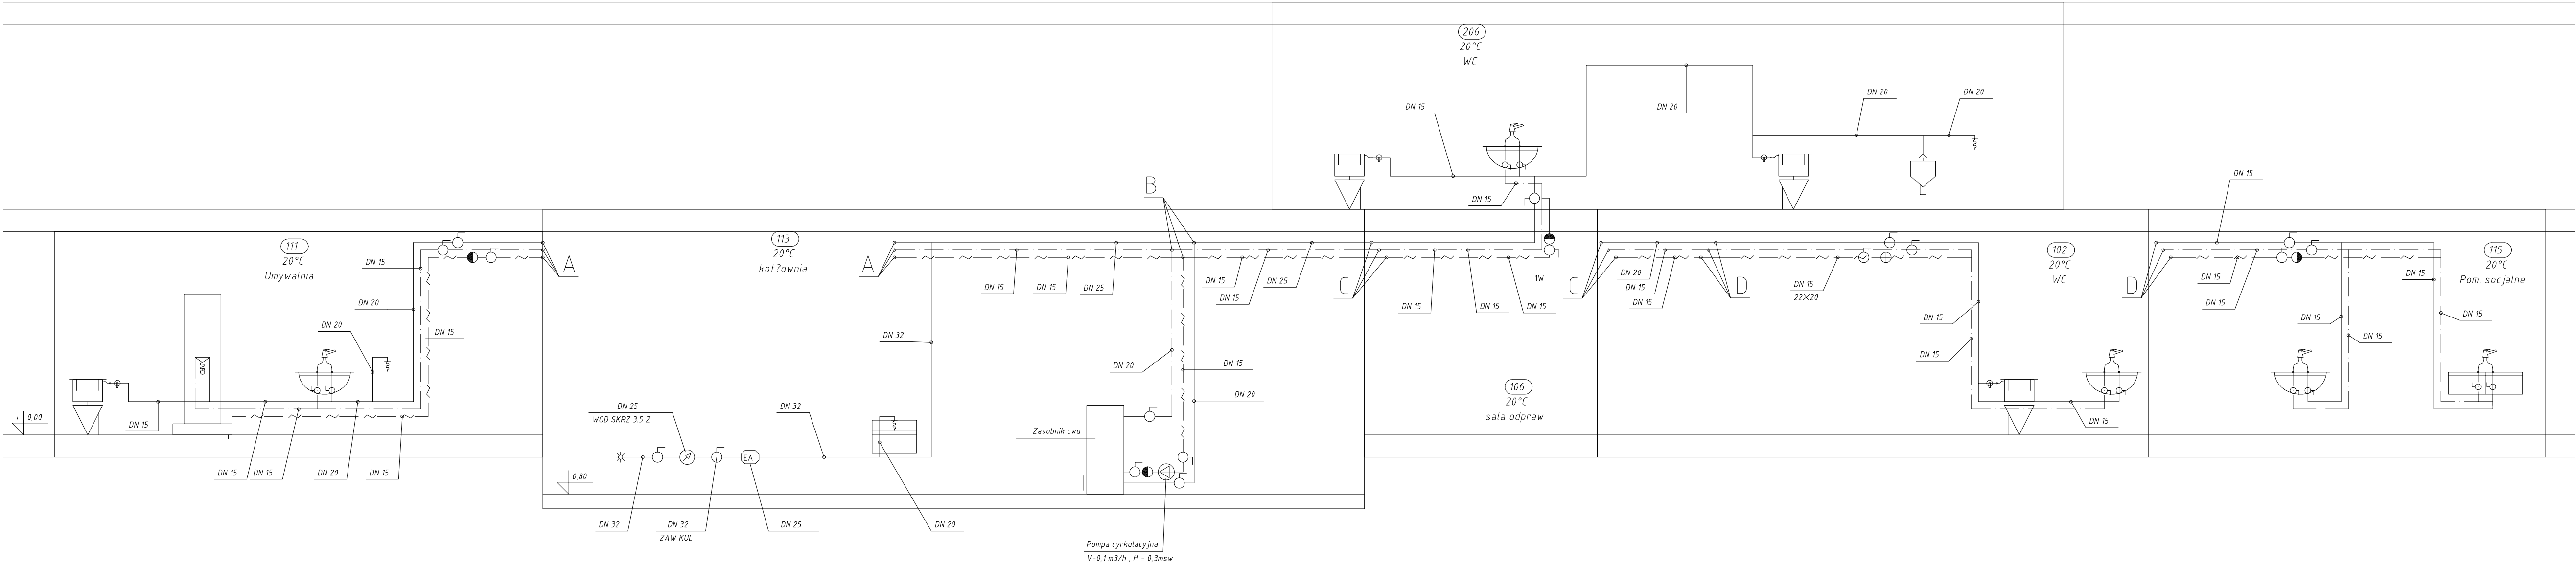 206
20°C
WC
DN 15
DN 20
DN 20
DN 20
DN 15
B
DN 15
111
20°C
Umywalnia
DN 15
DN 20
DN 20
DN 15
A
+ 0,00
DN 15
DN 15
DN 15
DN 20
DN 15
113
20°C
kot?ownia
A
DN 15
DN 15
DN 25
DN 15
DN 15
DN 25
C
DN 32
DN 20
DN 15
DN 20
DN 25
WOD SKRZ 3.5 Z
DN 32
EA
Zasobnik cwu
- 0,80
DN 32
DN 32
ZAW KUL
DN 25
DN 20
Pompa cyrkulacyjna
V=0,1 m3/h , H = 0,3msw
1W
DN 15
DN 15
DN 15
106
20°C
sala odpraw
C
DN 20
DN 15
DN 15
D
DN 15
22X20
102
20°C
WC
DN 15
DN 15
DN 15
D
DN 15
DN 15
DN 15
DN 15
DN 15
115
20°C
Pom. socjalne
DN 15